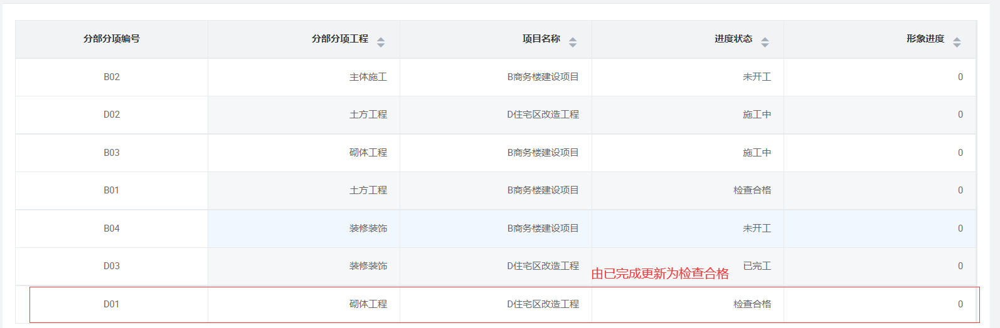 分部分项编号 分部分项工程 项目名称 进度状态 形象进度
B02 主体施工 B商务楼建设项目 未开工 0
D02 土方工程 D住宅区改造工程 施工中 0
B03 砌体工程 B商务楼建设项目 施工中 0
B01 土方工程 B商务楼建设项目 检查合格 0
B04 装修装饰 B商务楼建设项目 未开工 0
D03 装修装饰 D住宅区改造工程 已完工 0
由已完成更新为检查合格
D01 砌体工程 D住宅区改造工程 检查合格 0